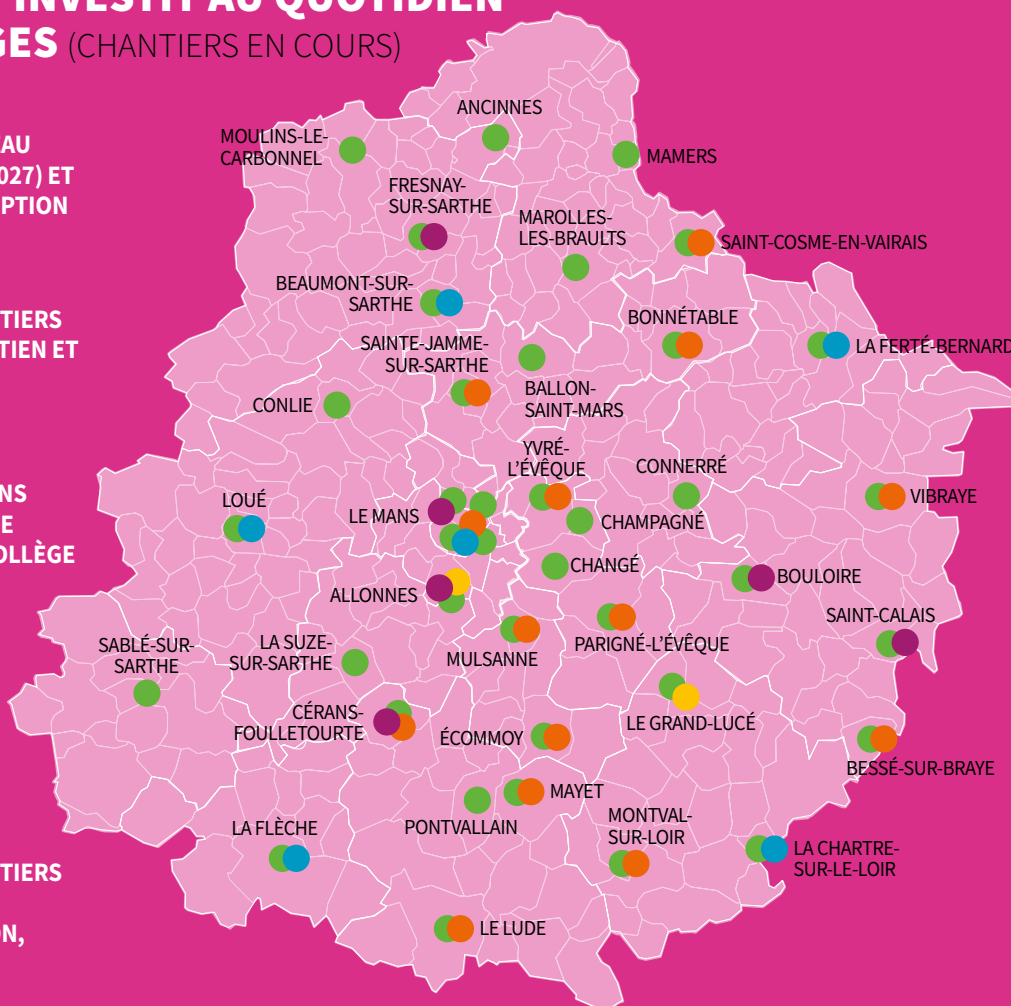 INVESTIT AU QUOTIDIEN
GES (CHANTIERS EN COURS)
EAU
027) ET
PTION
TIERS
TIEN ET
NS
E
OLLÈGE
TIERS
ON,
ANCINNES
MOULINS-LE-
CARBONNEL
MAMERS
FRESNAY-
SUR-SARTHE
MAROLLES-
LES-BRAULTS
SAINT-COSME-EN-VAIRAIS
BEAUMONT-SUR-
SARTHE
BONNÉTABLE
SAINTE-JAMME-
SUR-SARTHE
LA FERTÉ-BERNARD
BALLON-
SAINT-MARS
CONLIE
YVRÉ-
L'ÉVÊQUE
CONNERRÉ
LOUÉ
VIBRAYE
LE MANS
CHAMPAGNÉ
CHANGÉ
BOULOIRE
ALLONNES
SAINT-CALAIS
SABLÉ-SUR-
SARTHE
LA SUZE-
SUR-SARTHE
MULSANNE
PARIGNÉ-L'ÉVÊQUE
CÉRANS-
FOULLETOURTE
LE GRAND-LUCÉ
ÉCOMMOY
BESSÉ-SUR-BRAYE
MAYET
LA FLÈCHE
PONTVALLAIN
MONTVAL-
SUR-LOIR
LA CHARTRE-
SUR-LE-LOIR
LE LUDE